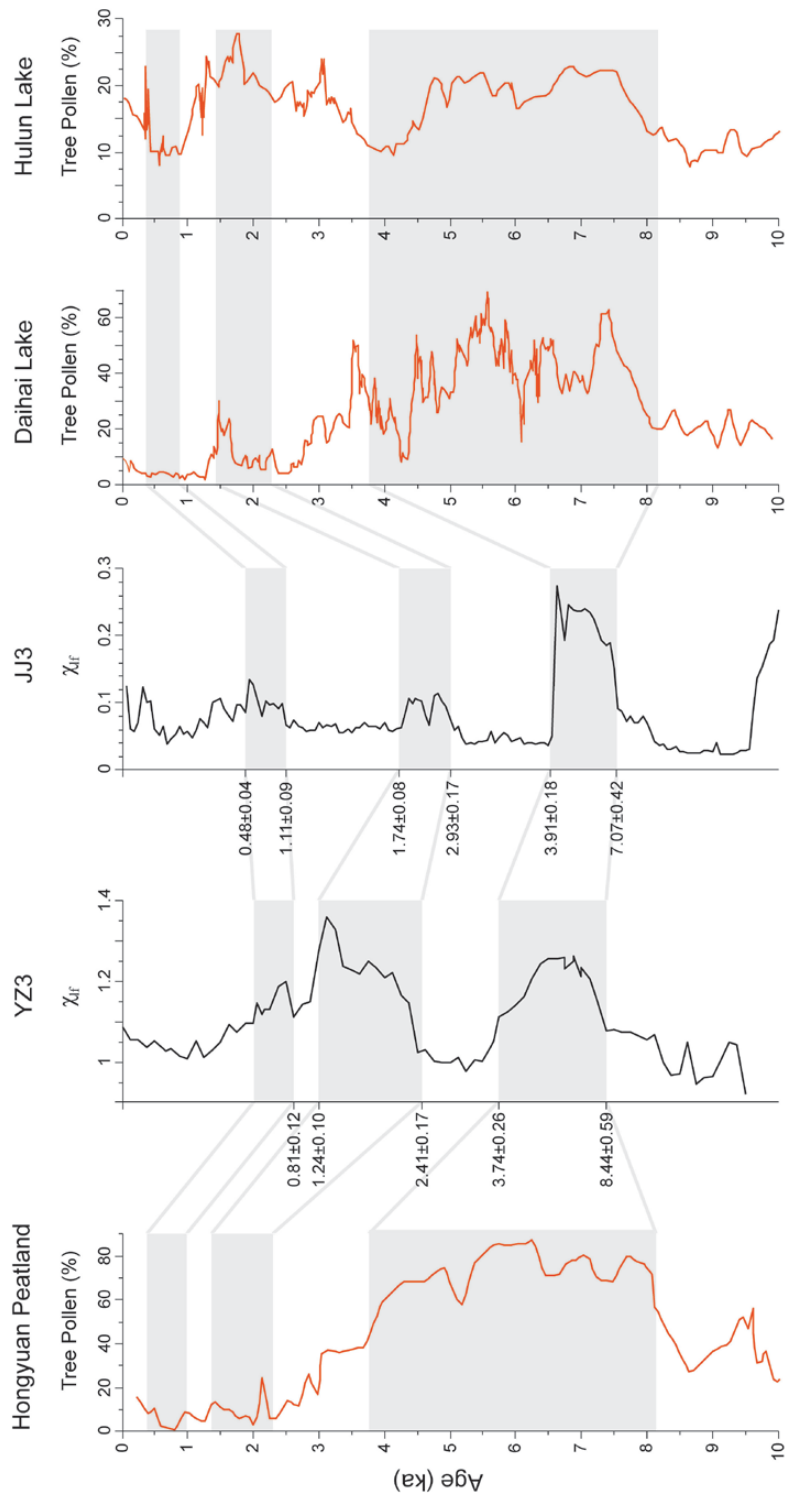 Hongyuan Peatland
Tree Pollen (%)
0 20 40 60 80
Age (ka)
0 1 2 3 4 5 6 7 8 9 10
YZ3
χlf
1 1.2 1.4
0.81±0.12
1.24±0.10
2.41±0.17
3.74±0.26
8.44±0.59
JJ3
χlf
0 0.1 0.2 0.3
0.48±0.04
1.11±0.09
1.74±0.08
2.93±0.17
3.91±0.18
7.07±0.42
Daihai Lake
Tree Pollen (%)
0 20 40 60
0 1 2 3 4 5 6 7 8 9 10
Hulun Lake
Tree Pollen (%)
0 10 20 30
0 1 2 3 4 5 6 7 8 9 10